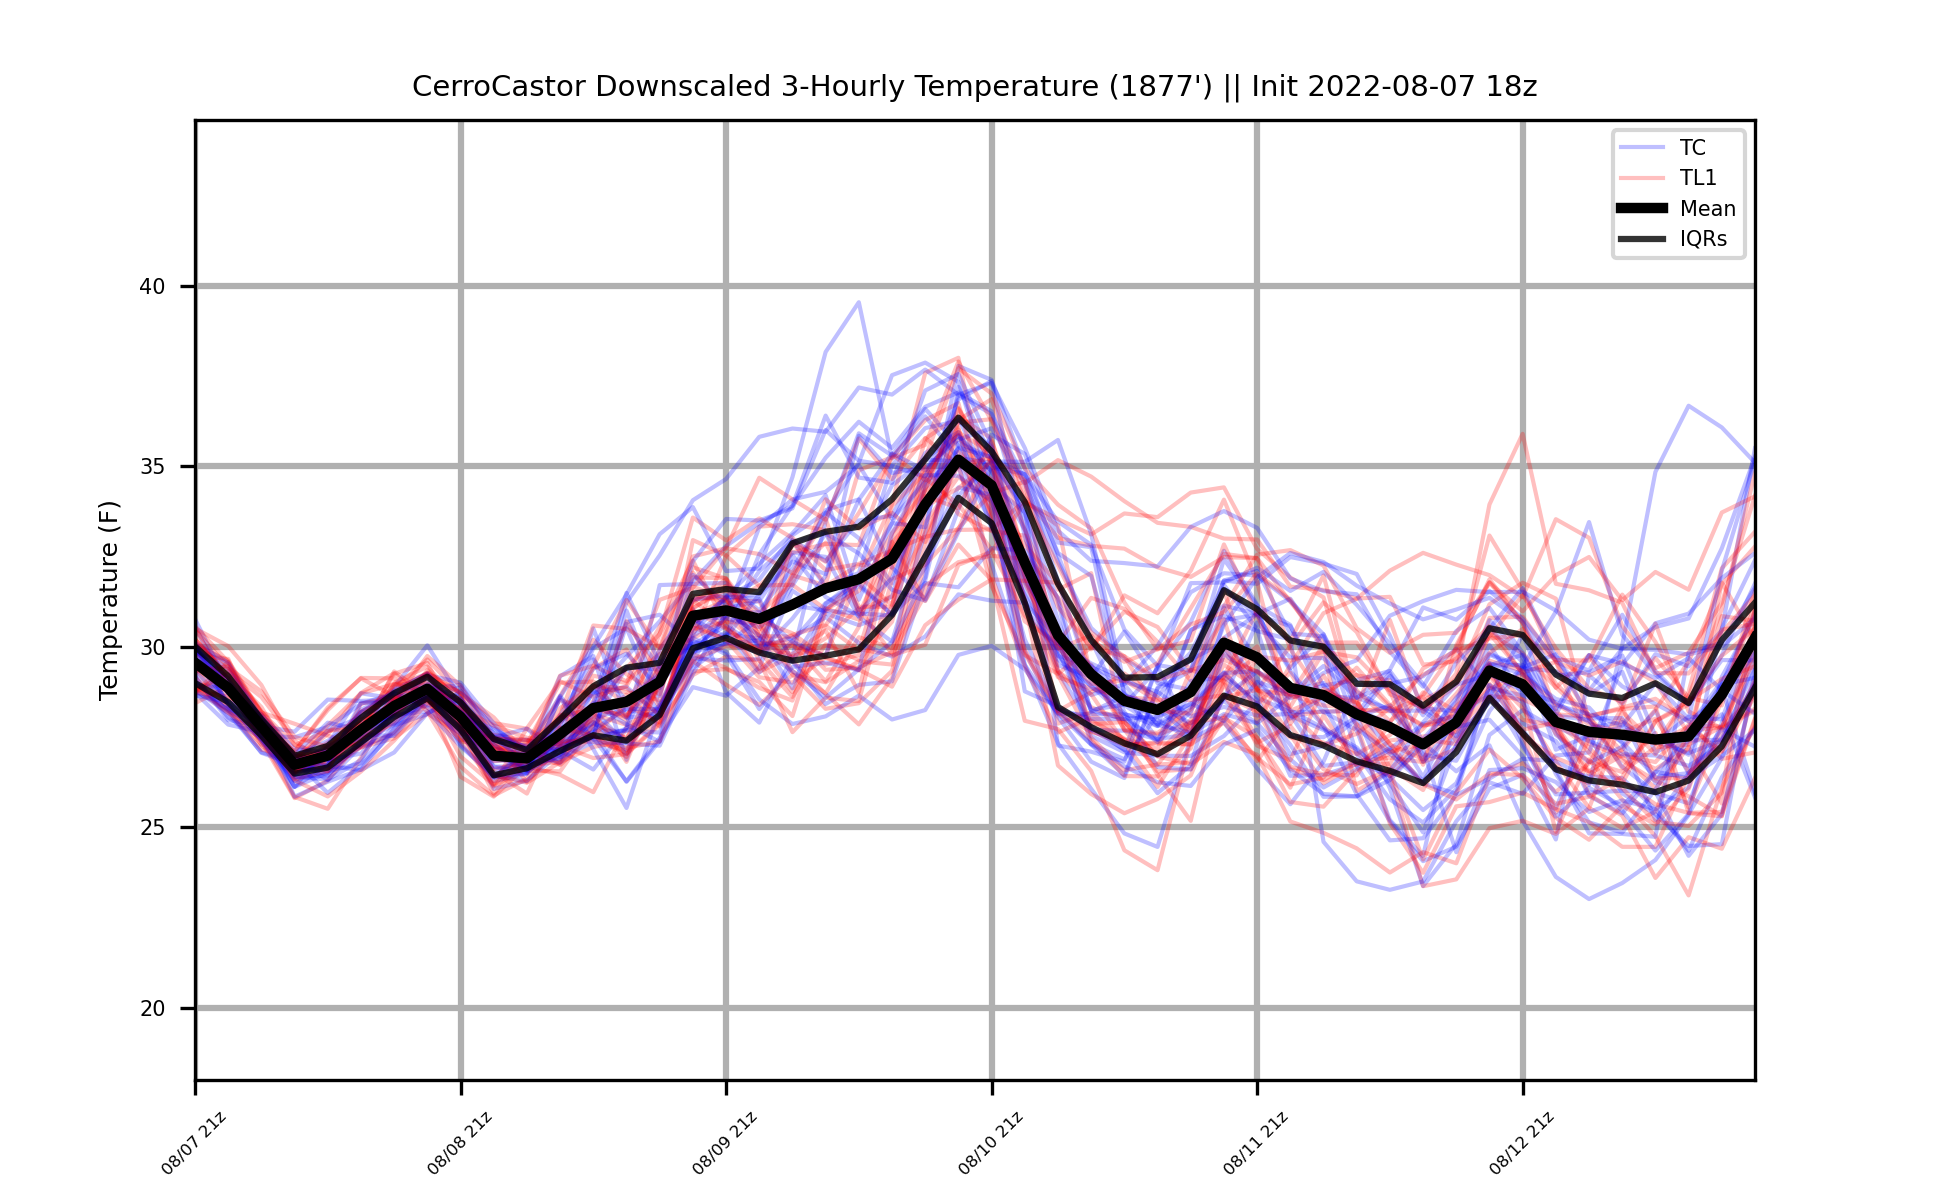 CerroCastor Downscaled 3-Hourly Temperature (1877') || Init 2022-08-07 18z
TC
TL1
Mean
IQRs
Temperature (F)
40
35
30
25
20
08/07 21z
08/08 21z
08/09 21z
08/10 21z
08/11 21z
08/12 21z